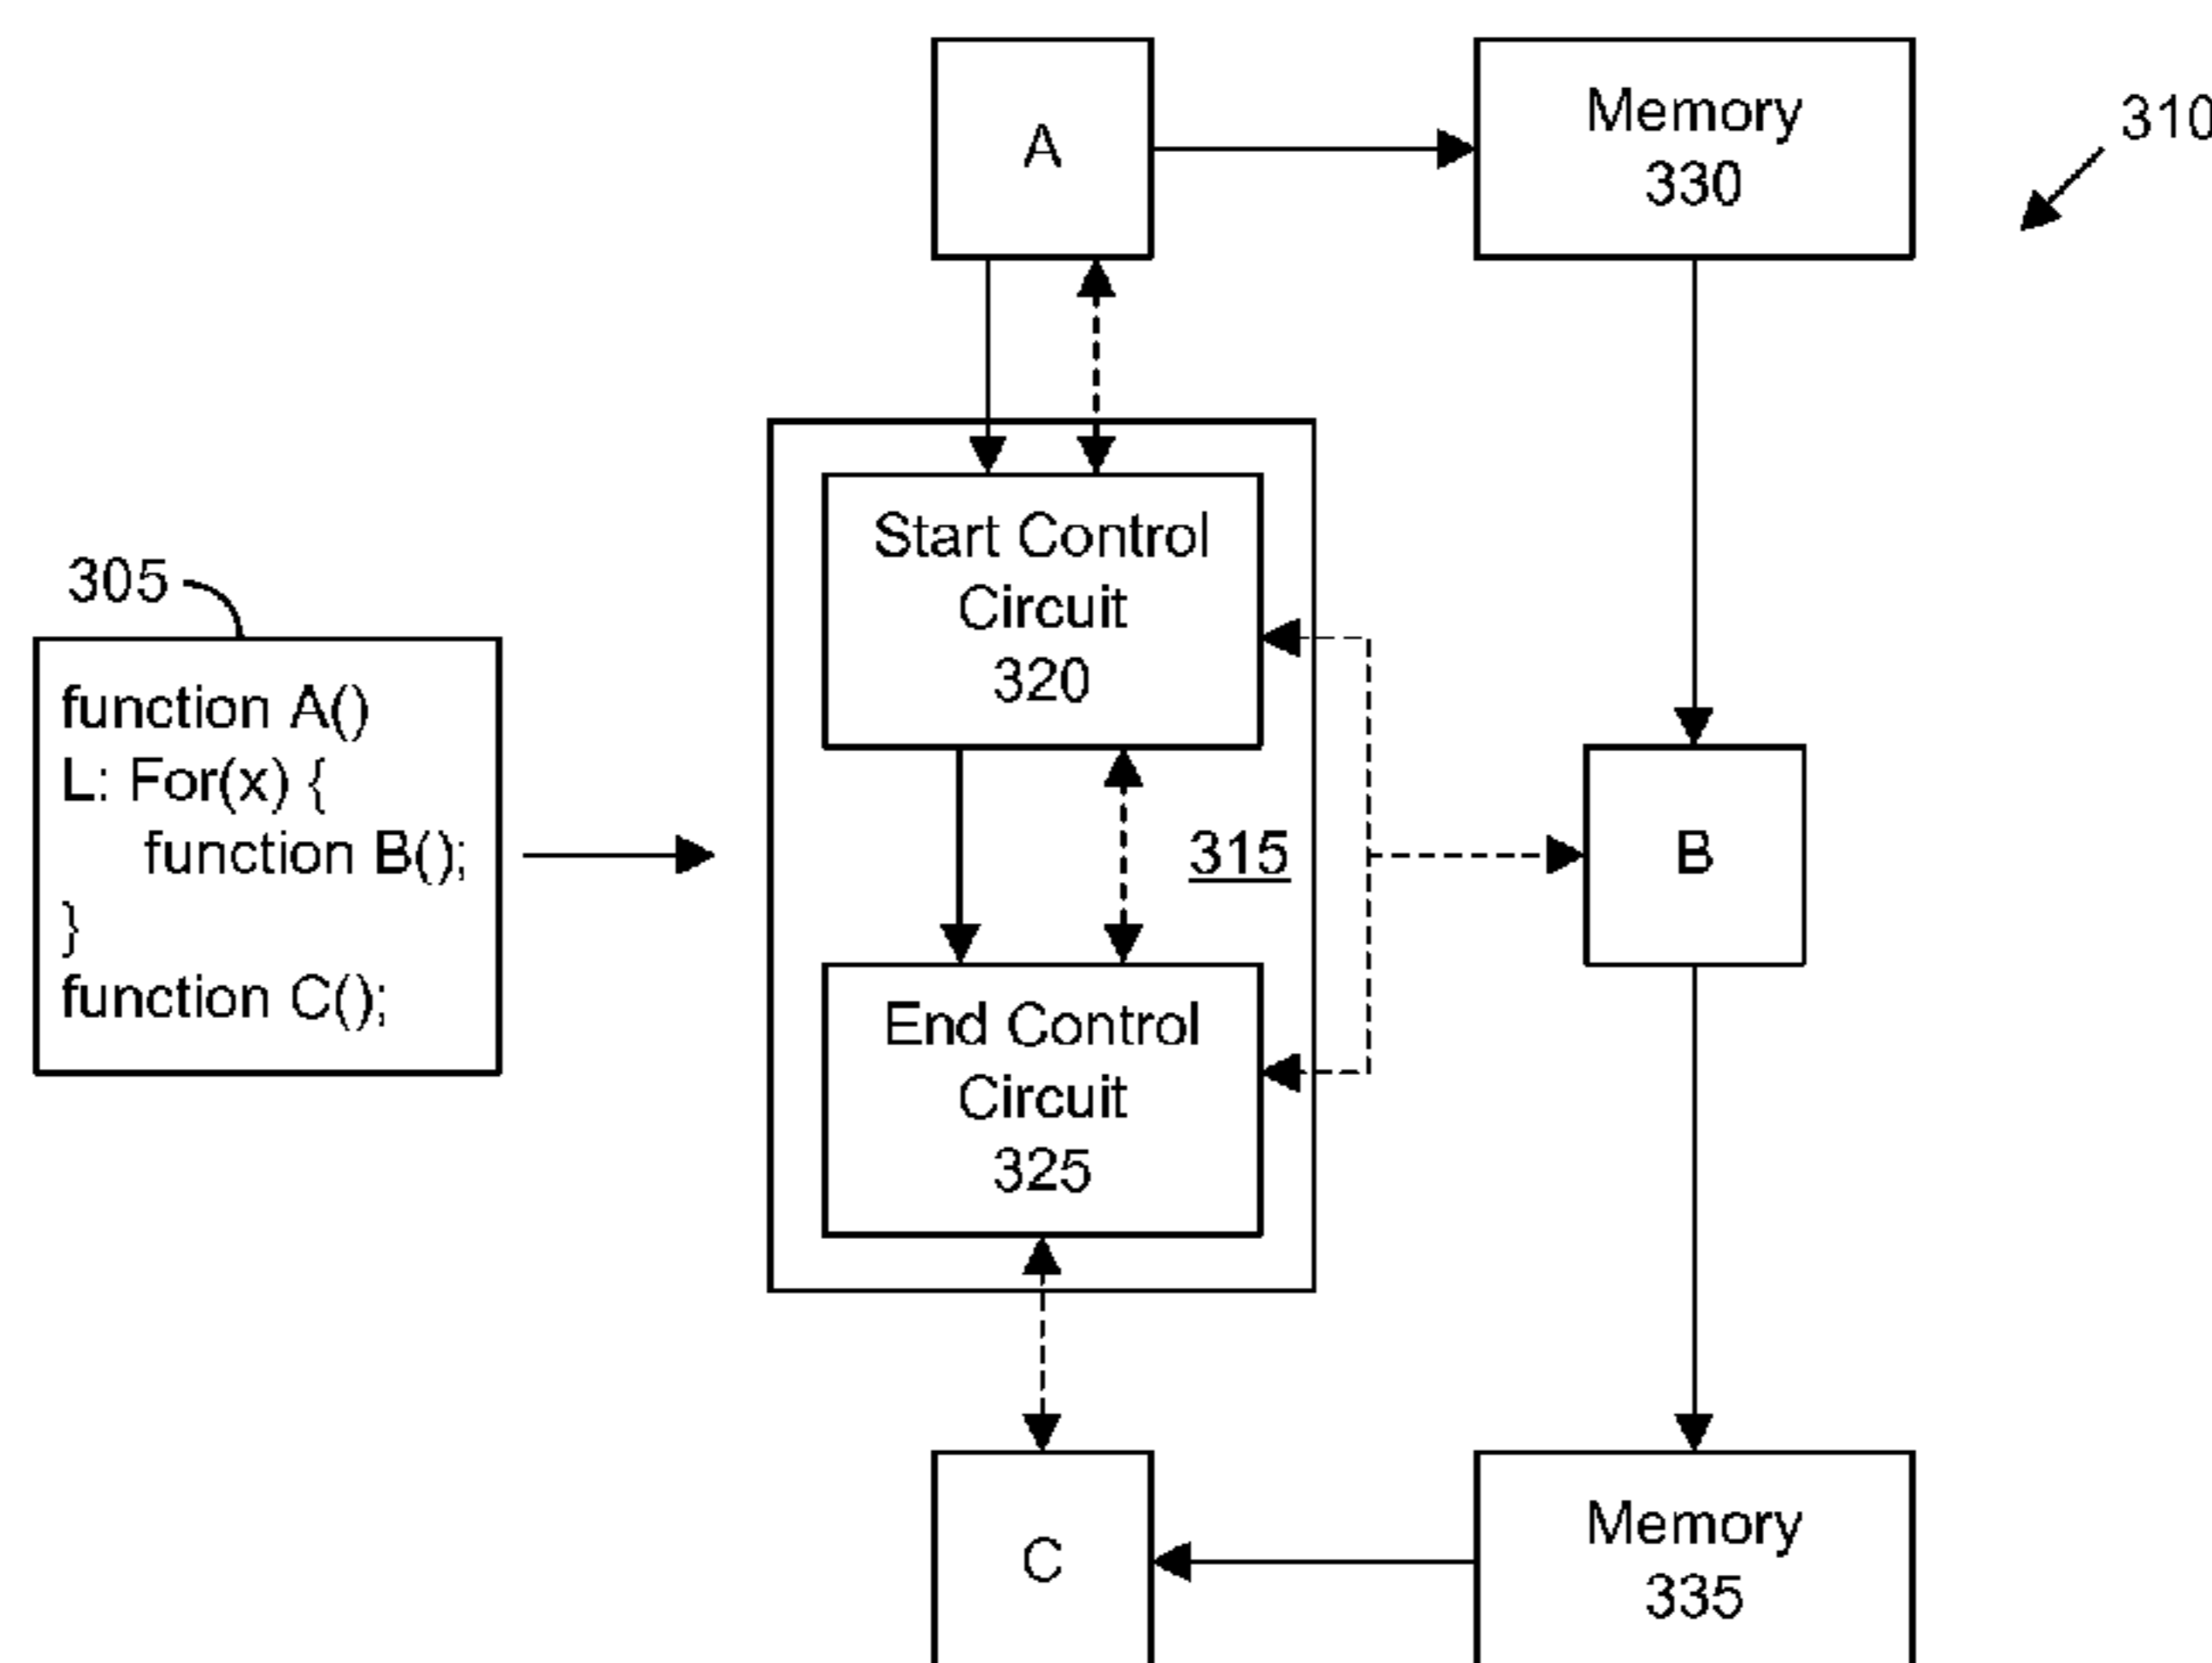 A
Memory
330
310
Start Control
Circuit
320
305
function A()
L: For(x) {
function B();
}
function C();
315
B
End Control
Circuit
325
C
Memory
335